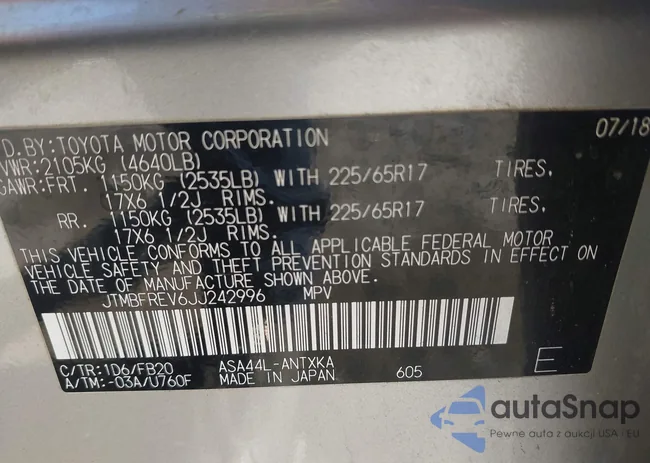 D.BY:TOYOTA MOTOR CORPORATION 07/18
VWR:2105KG (4640LB)
GAWR:FRT. 1150KG (2535LB) WITH 225/65R17 TIRES,
17X6 1/2J RIMS.
RR. 1150KG (2535LB) WITH 225/65R17 TIRES,
17X6 1/2J RIMS.
THIS VEHICLE CONFORMS TO ALL APPLICABLE FEDERAL MOTOR
VEHICLE SAFETY AND THEFT PREVENTION STANDARDS IN EFFECT ON
THE DATE OF MANUFACTURE SHOWN ABOVE.
JTMBFREV6JJ242996 MPV
C/TR:1D6/FB20 ASA44L-ANTXKA
A/TM:-03A/U760F MADE IN JAPAN 605 E
autaSnap
Pewne auta z aukcji USA i EU